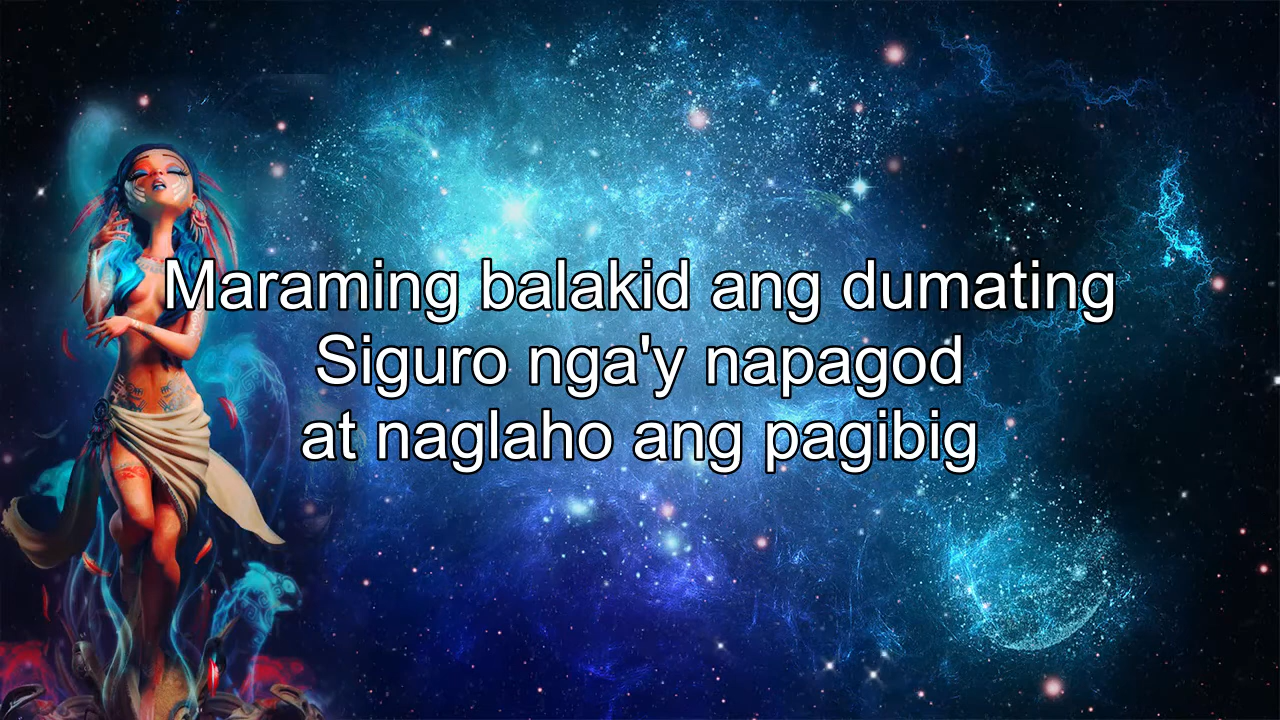 Maraming balakid ang dumating
Siguro nga'y napagod
at naglaho ang pagibig